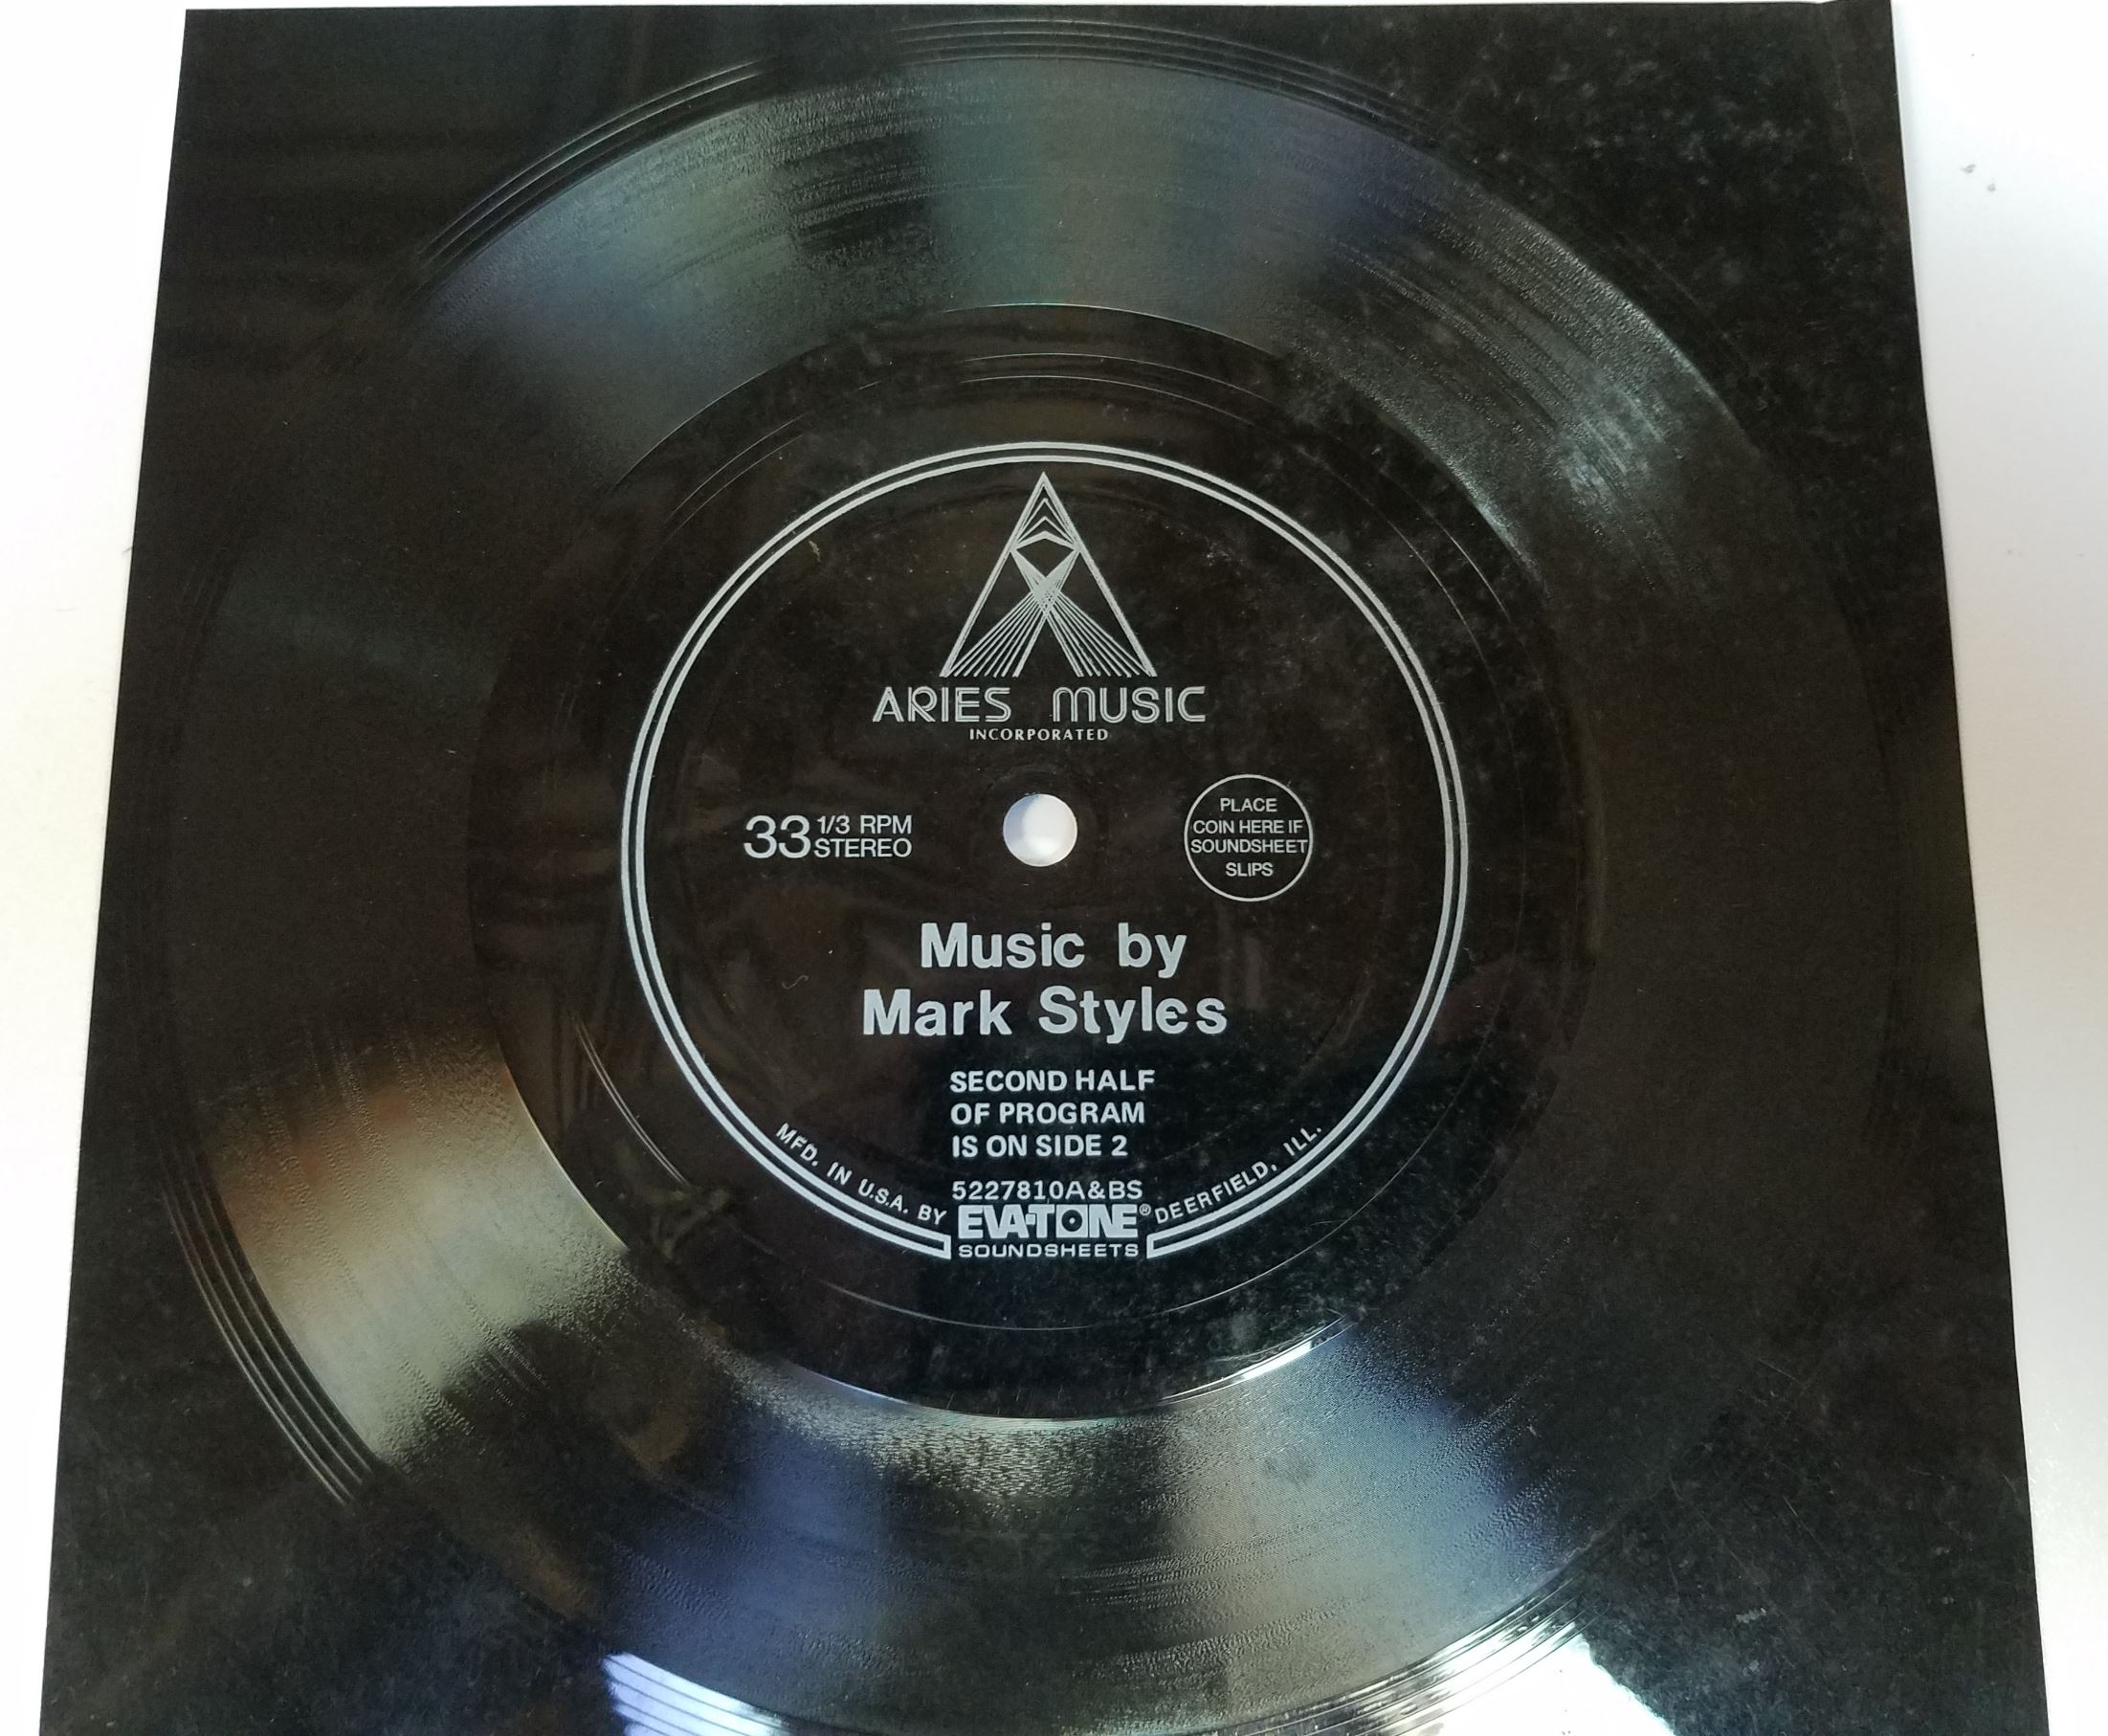 ARIES MUSIC
INCORPORATED
33 1/3 RPM
STEREO
PLACE
COIN HERE IF
SOUNDSHEET
SLIPS
Music by
Mark Styles
SECOND HALF
OF PROGRAM
IS ON SIDE 2
5227810A&BS
MFD. IN U.S.A. BY
EVA-TONE®
SOUNDSHEETS
DEERFIELD, ILL.